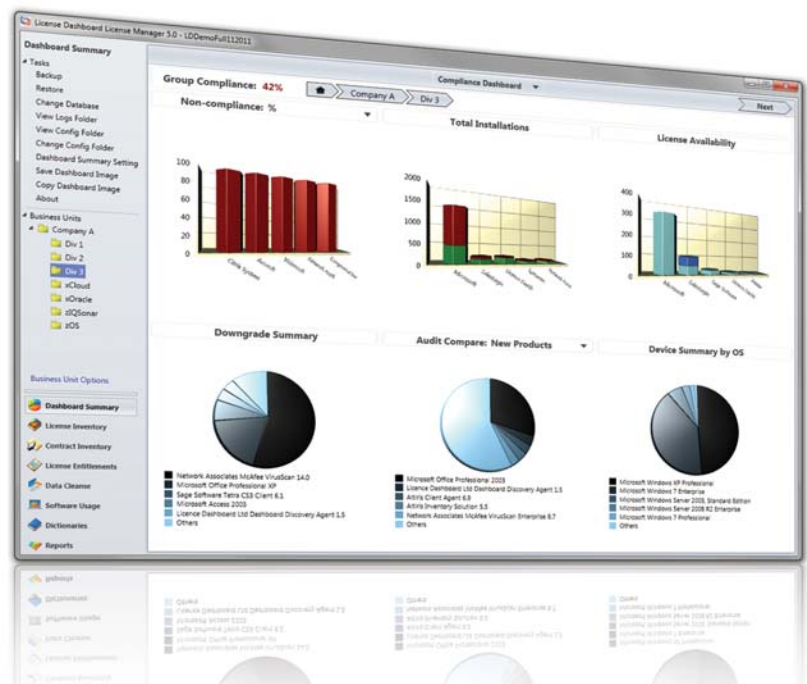 License Dashboard License Manager 5.0 - LDDemoFull112011
Dashboard Summary
Tasks
Backup
Restore
Change Database
View Logs Folder
View Config Folder
Change Config Folder
Dashboard Summary Setting
Save Dashboard Image
Copy Dashboard Image
About
Business Units
Company A
Div 1
Div 2
Div 3
xCloud
xOracle
zIQSonar
zOS
Business Unit Options
Dashboard Summary
License Inventory
Contract Inventory
License Entitlements
Data Cleanse
Software Usage
Dictionaries
Reports
Compliance Dashboard
Group Compliance: 42%
Company A
Div 3
Next
Non-compliance: %
100
80
60
40
20
0
Citrix System
Microsoft
Total Installations
2000
1500
1000
500
0
Microsoft
License Availability
400
300
200
100
0
Microsoft
Sage Software
Downgrade Summary
Network Associates McAfee VirusScan 14.0
Microsoft Office Professional XP
Sage Software Tetra CS3 Client 6.1
Microsoft Access 2003
Licence Dashboard Ltd Dashboard Discovery Agent 1.5
Others
Audit Compare: New Products
Microsoft Office Professional 2003
Licence Dashboard Ltd Dashboard Discovery Agent 1.5
Altiris Client Agent 6.9
Altiris Inventory Solution 5.5
Network Associates McAfee VirusScan Enterprise 8.7
Others
Device Summary by OS
Microsoft Windows XP Professional
Microsoft Windows 7 Enterprise
Microsoft Windows Server 2003, Standard Edition
Microsoft Windows Server 2008 R2 Enterprise
Microsoft Windows 7 Professional
Others